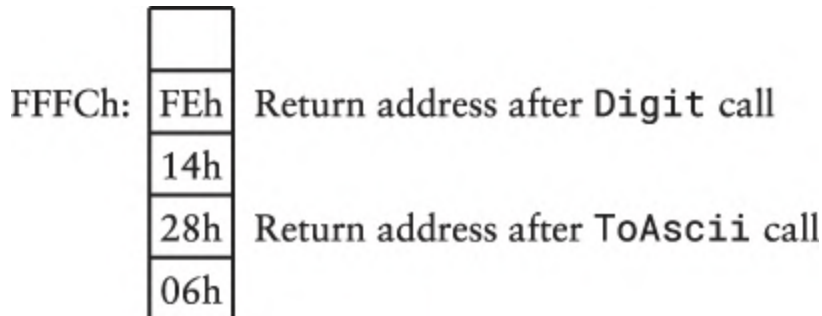 FFFCh: FEh Return address after Digit call
14h
28h Return address after ToAscii call
06h